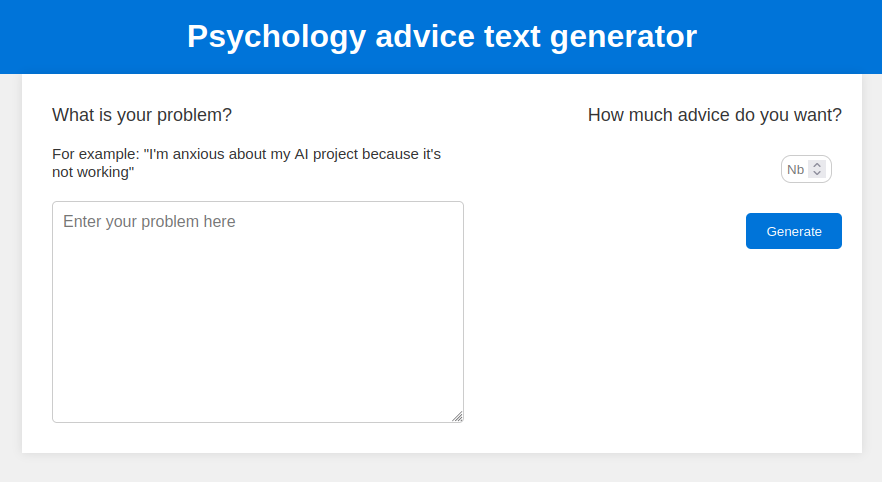 Psychology advice text generator
What is your problem?
How much advice do you want?
For example: "I'm anxious about my AI project because it's
not working"
Nb
Enter your problem here
Generate